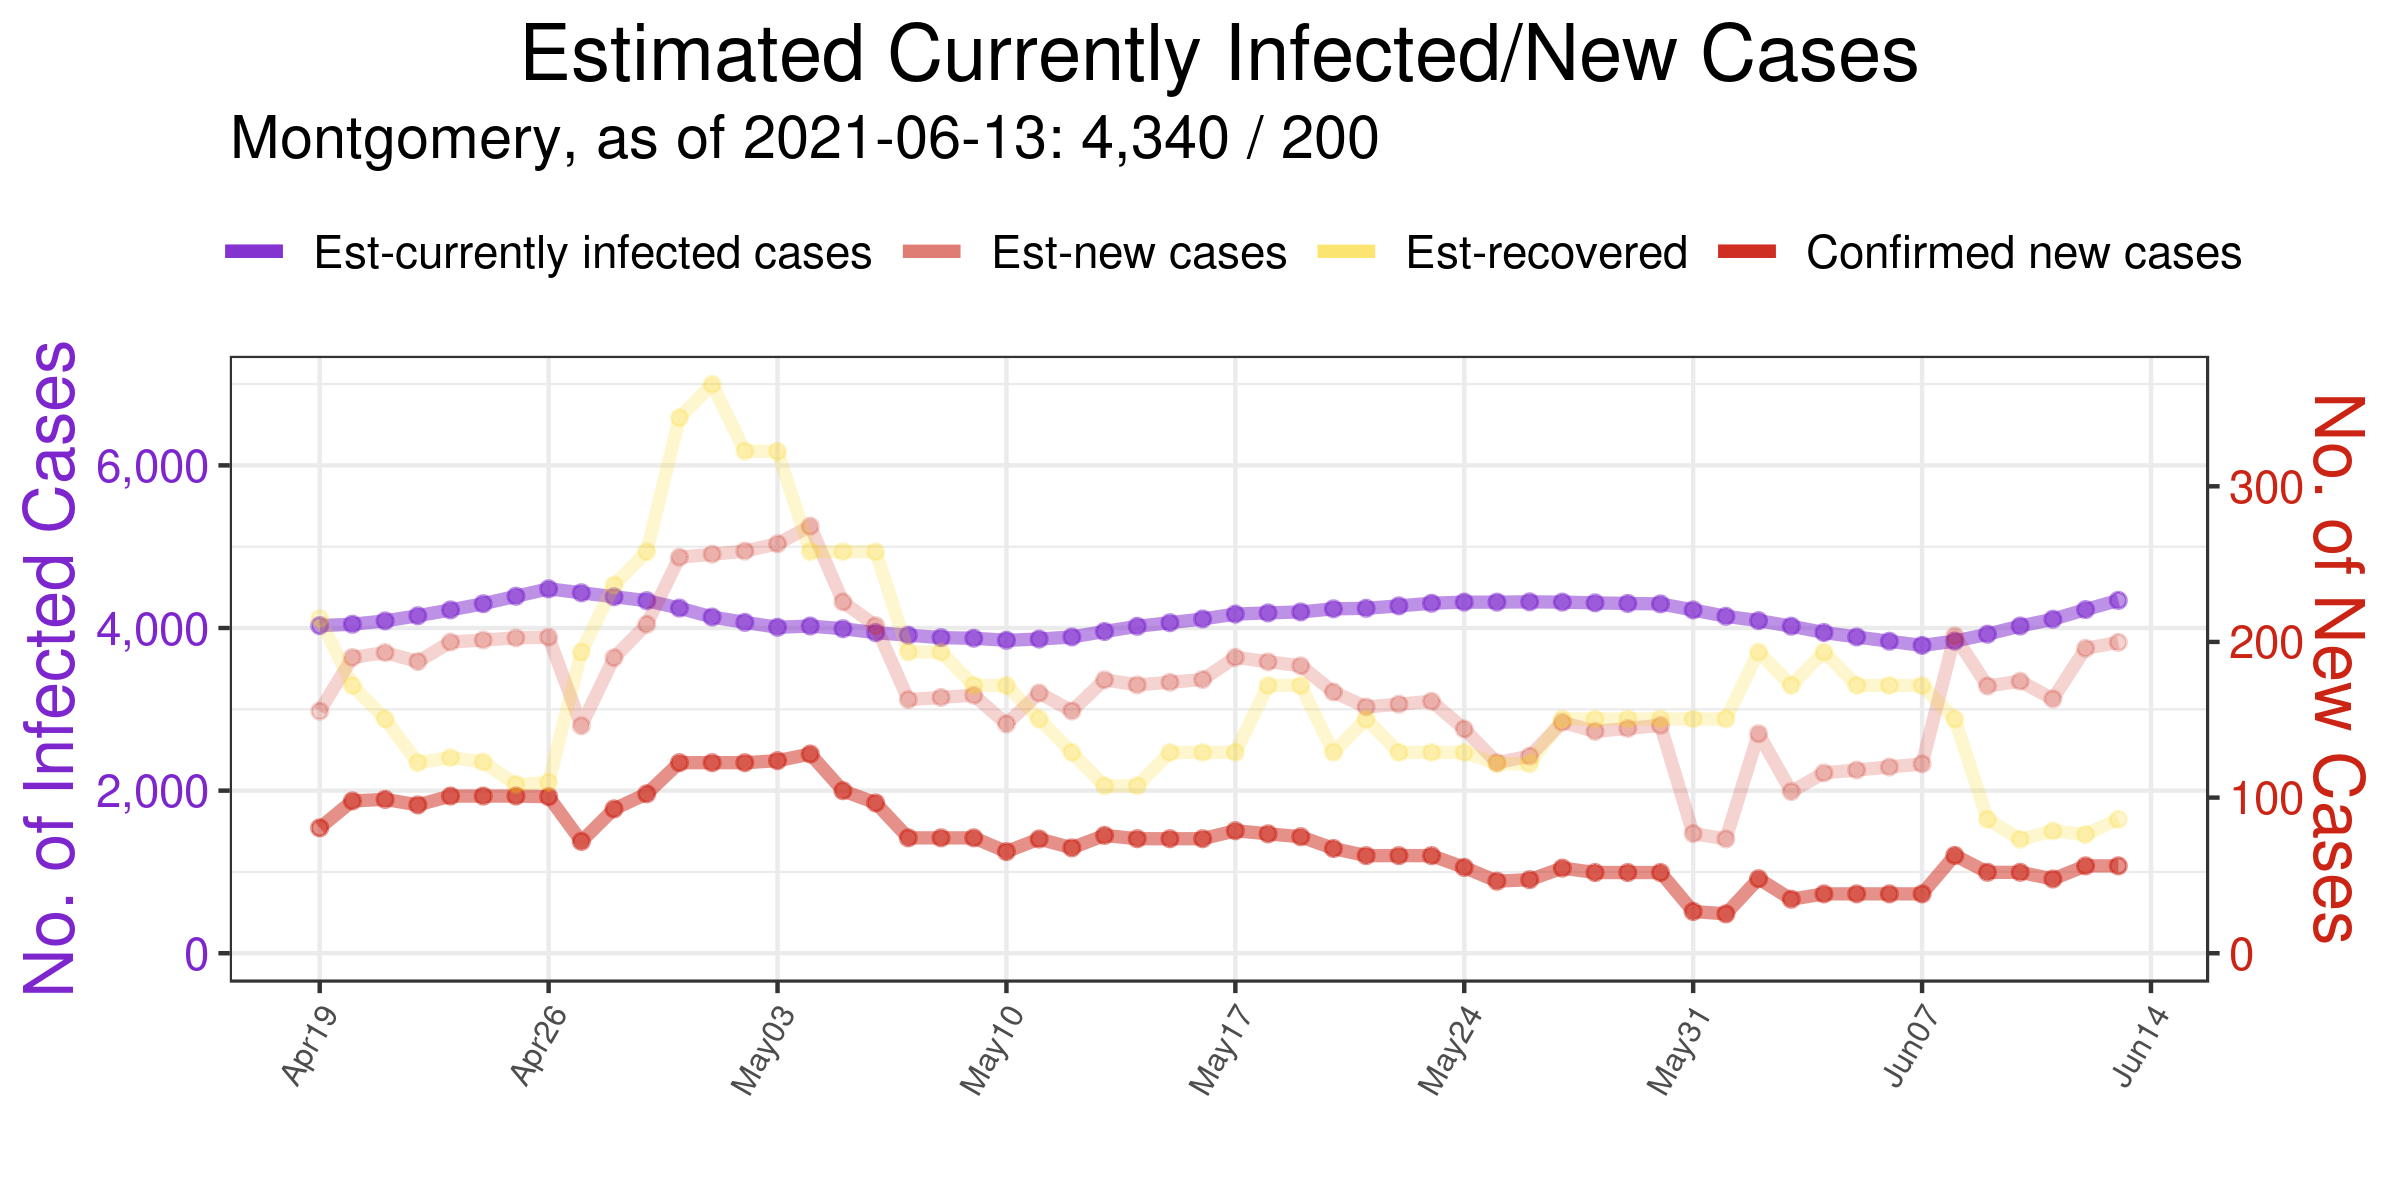 Estimated Currently Infected/New Cases
Montgomery, as of 2021-06-13: 4,340 / 200
Est-currently infected cases Est-new cases Est-recovered Confirmed new cases
No. of Infected Cases
6,000
4,000
2,000
0
300
200
100
0
No. of New Cases
Apr19 Apr26 May03 May10 May17 May24 May31 Jun07 Jun14